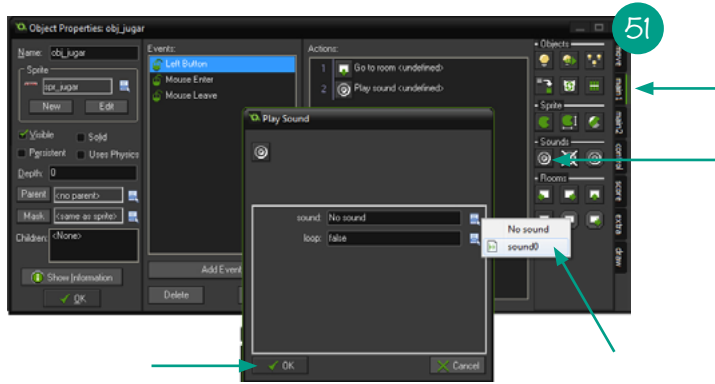 51
Object Properties: obj_jugar
Name: obj_jugar
Sprite
spr_jugar
New Edit
Visible Solid
Persistent Uses Physics
Depth: 0
Parent <no parent>
Mask <same as sprite>
Children: <None>
Show Information
OK
Events:
Left Button
Mouse Enter
Mouse Leave
Add Event
Delete
Actions:
1 Go to room <undefined>
2 Play sound <undefined>
Objects
Sprite
Sounds
Rooms
move
main1
main2
control
score
extra
draw
Play Sound
sound: No sound
loop: false
No sound
sound0
OK Cancel